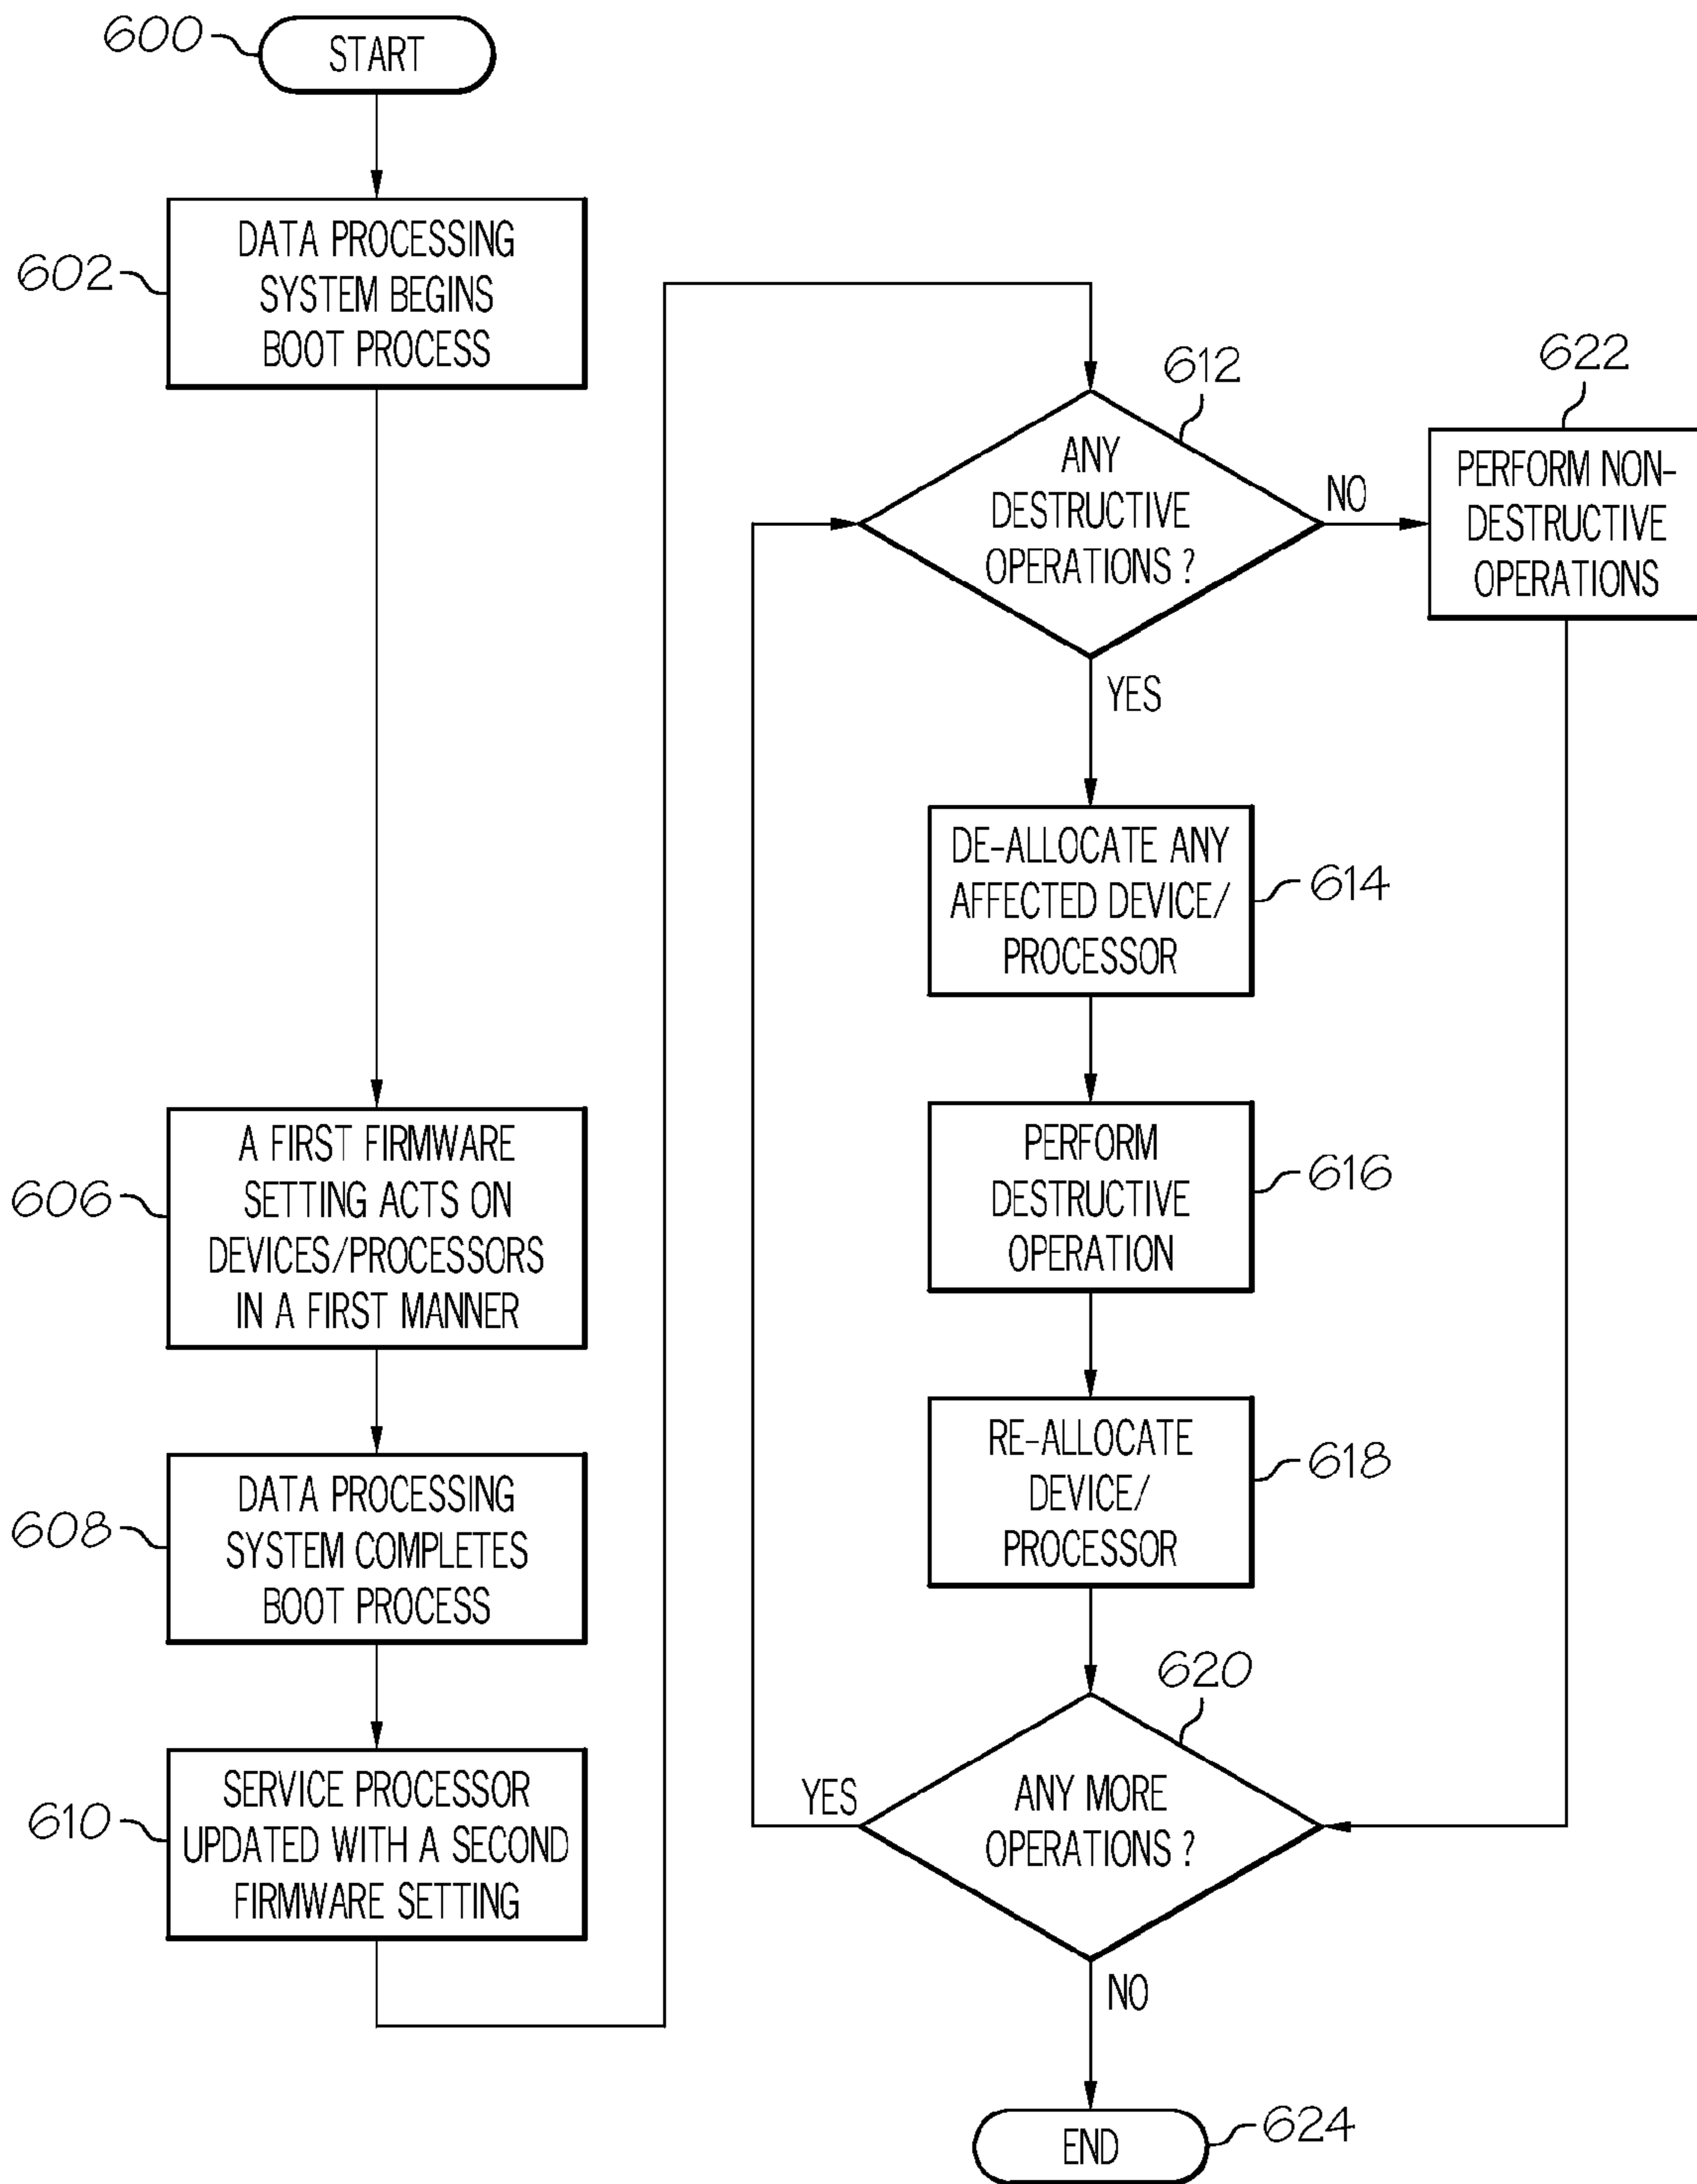 600
START
602
DATA PROCESSING
SYSTEM BEGINS
BOOT PROCESS
606
A FIRST FIRMWARE
SETTING ACTS ON
DEVICES/PROCESSORS
IN A FIRST MANNER
608
DATA PROCESSING
SYSTEM COMPLETES
BOOT PROCESS
610
SERVICE PROCESSOR
UPDATED WITH A SECOND
FIRMWARE SETTING
612
ANY
DESTRUCTIVE
OPERATIONS ?
NO
YES
622
PERFORM NON-
DESTRUCTIVE
OPERATIONS
DE-ALLOCATE ANY
AFFECTED DEVICE/
PROCESSOR
614
PERFORM
DESTRUCTIVE
OPERATION
616
RE-ALLOCATE
DEVICE/
PROCESSOR
618
620
ANY MORE
OPERATIONS ?
YES
NO
END
624